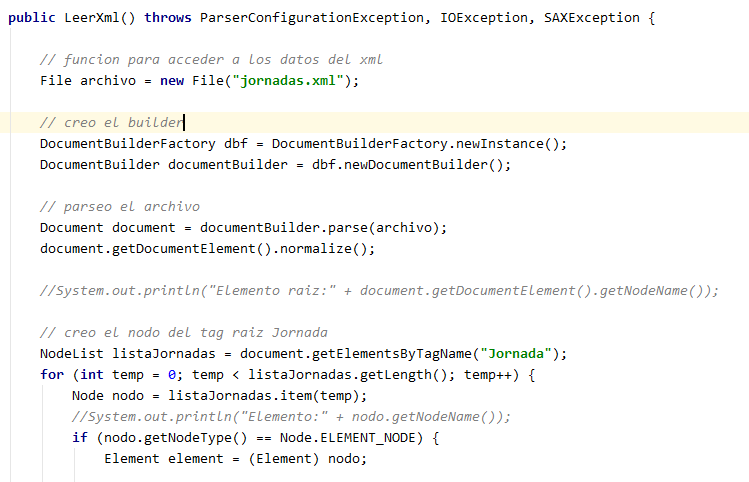 public LeerXml() throws ParserConfigurationException, IOException, SAXException {
// funcion para acceder a los datos del xml
File archivo = new File("jornadas.xml");
// creo el builder
DocumentBuilderFactory dbf = DocumentBuilderFactory.newInstance();
DocumentBuilder documentBuilder = dbf.newDocumentBuilder();
// parseo el archivo
Document document = documentBuilder.parse(archivo);
document.getDocumentElement().normalize();
//System.out.println("Elemento raiz:" + document.getDocumentElement().getNodeName());
// creo el nodo del tag raiz Jornada
NodeList listaJornadas = document.getElementsByTagName("Jornada");
for (int temp = 0; temp < listaJornadas.getLength(); temp++) {
Node nodo = listaJornadas.item(temp);
//System.out.println("Elemento:" + nodo.getNodeName());
if (nodo.getNodeType() == Node.ELEMENT_NODE) {
Element element = (Element) nodo;